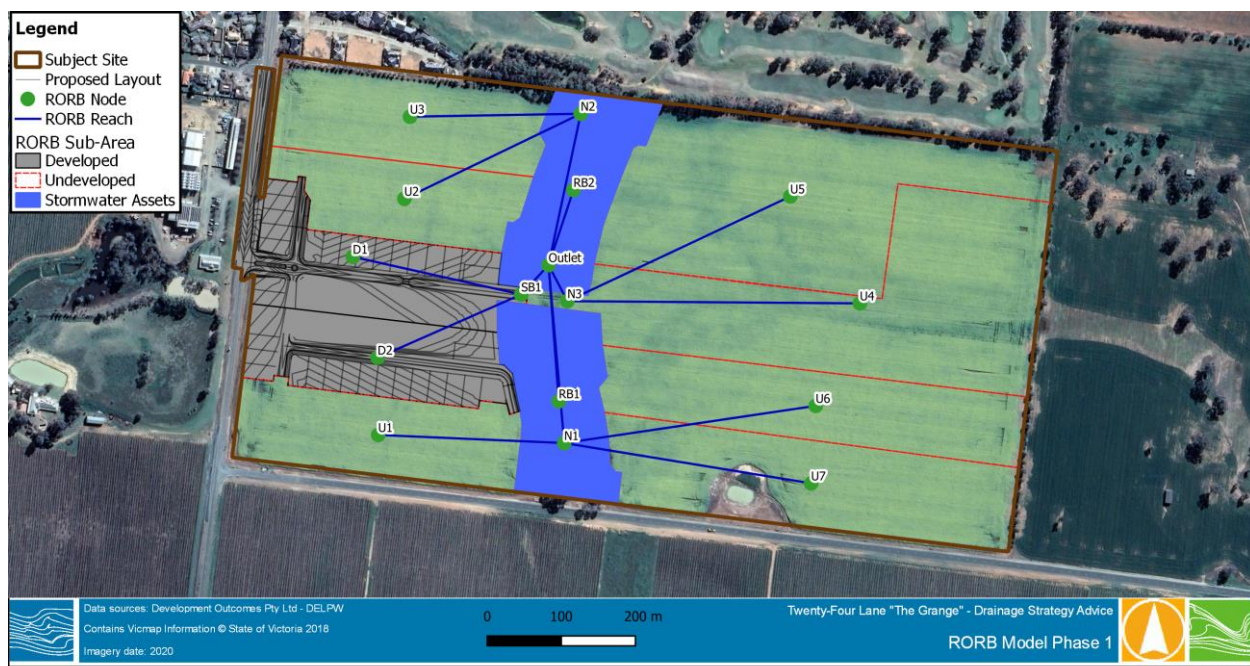 Legend
Subject Site
Proposed Layout
RORB Node
RORB Reach
RORB Sub-Area
Developed
Undeveloped
Stormwater Assets
U3
N2
U2
RB2
U5
D1
Outlet
SB1
N3
U4
D2
RB1
U6
U1
N1
U7
Data sources: Development Outcomes Pty Ltd - DELPW
Contains Vicmap Information © State of Victoria 2018
Imagery date: 2020
0 100 200 m
Twenty-Four Lane "The Grange" - Drainage Strategy Advice
RORB Model Phase 1